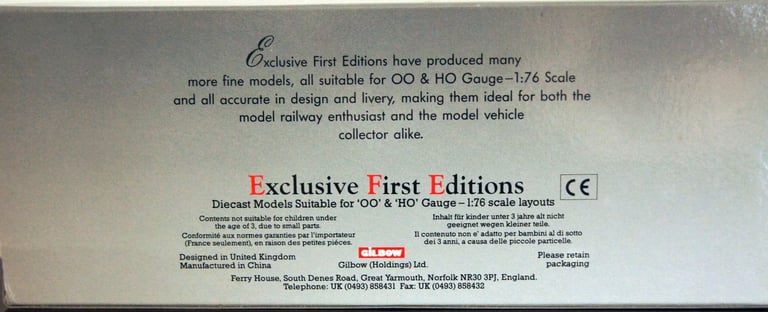 Exclusive First Editions have produced many
more fine models, all suitable for OO & HO Gauge–1:76 Scale
and all accurate in design and livery, making them ideal for both the
model railway enthusiast and the model vehicle
collector alike.
Exclusive First Editions CE
Diecast Models Suitable for 'OO' & 'HO' Gauge – 1:76 scale layouts
Contents not suitable for children under
the age of 3, due to small parts.
Conformité aux normes garanties par l'importateur
(France seulement), en raison des petites piéces.
Inhalt für kinder unter 3 jahre alt nicht
geeignet wegen kleiner teile.
Il contenuto non e' adatto per bambini al di sotto
dei 3 anni, a causa delle piccole particelle.
Designed in United Kingdom
Manufactured in China
GILBOW
Gilbow (Holdings) Ltd.
Please retain
packaging
Ferry House, South Denes Road, Great Yarmouth, Norfolk NR30 3PJ, England.
Telephone: UK (0493) 858431 Fax: UK (0493) 858432